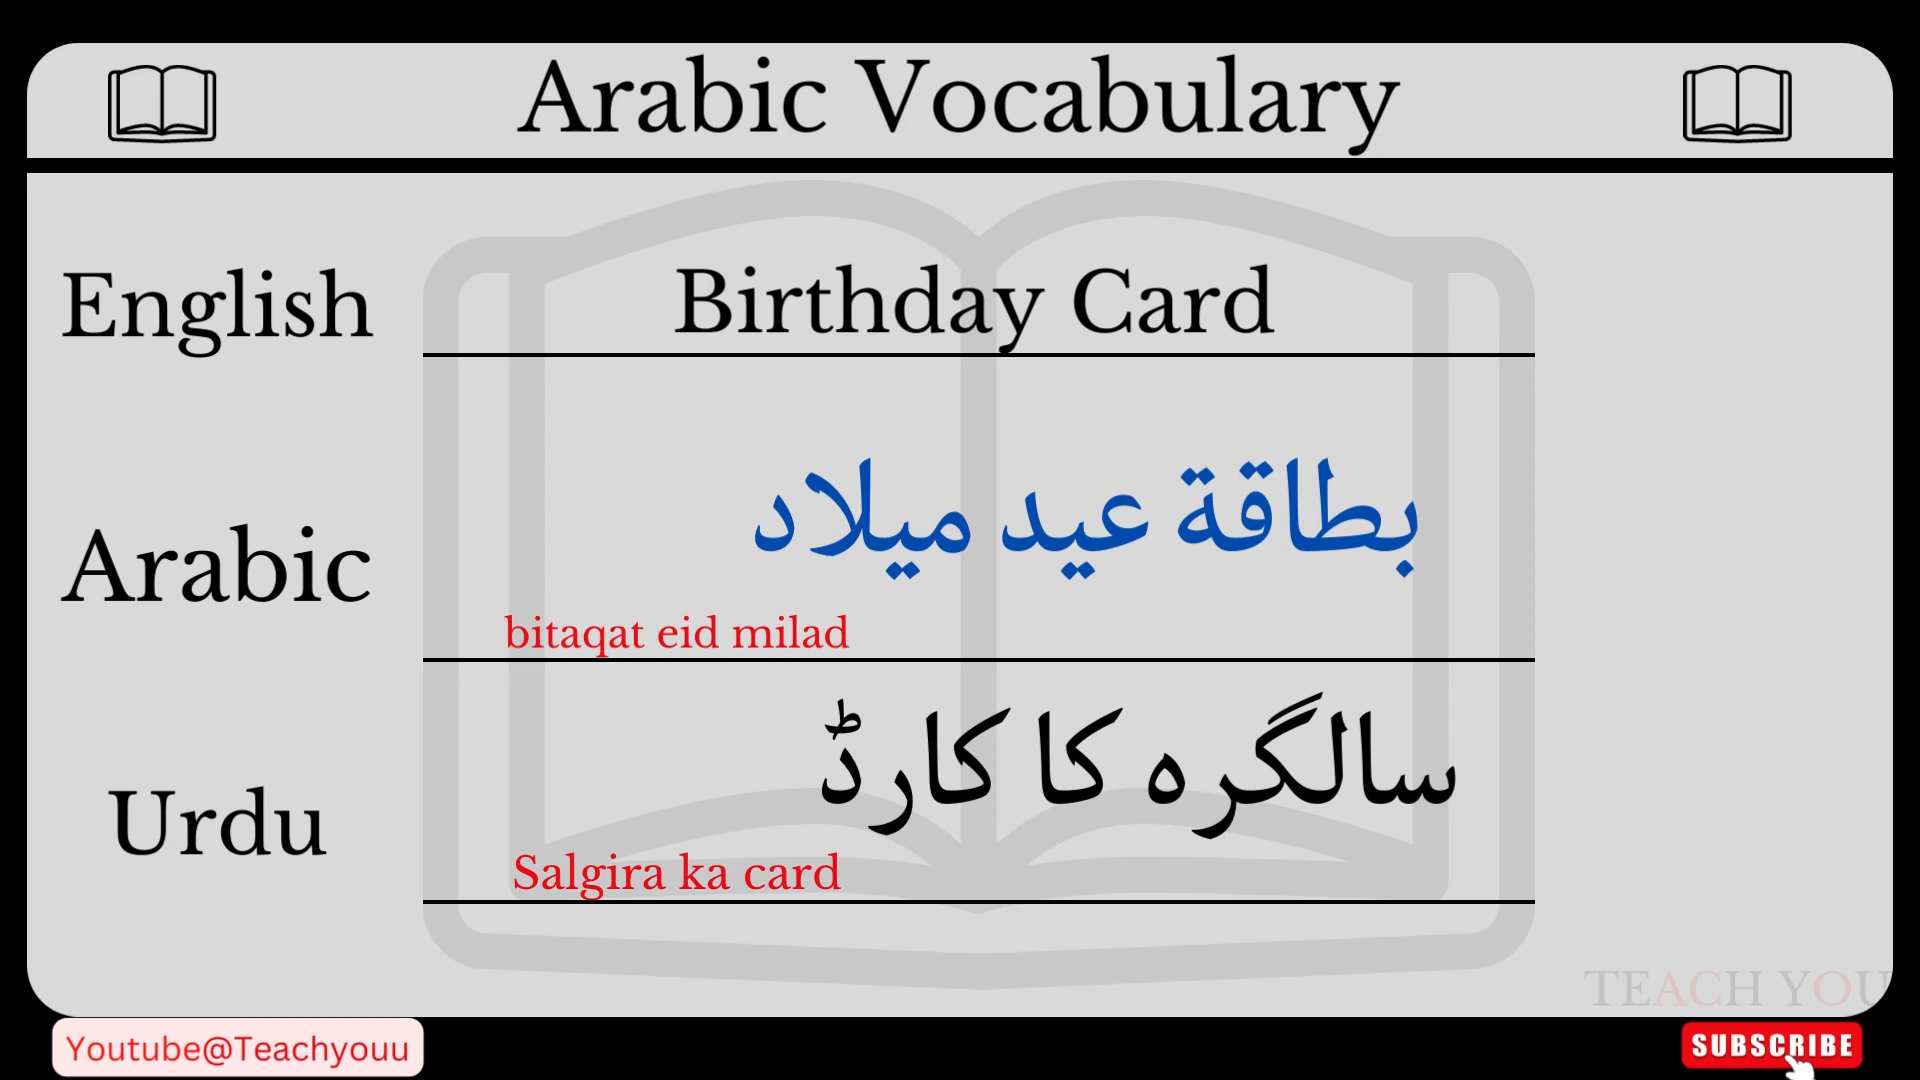 Arabic Vocabulary
English
Birthday Card
Arabic
بطاقة عيد ميلاد
bitaqat eid milad
Urdu
سالگرہ کا کارڈ
Salgira ka card
TEACH YOU
Youtube@Teachyouu
SUBSCRIBE